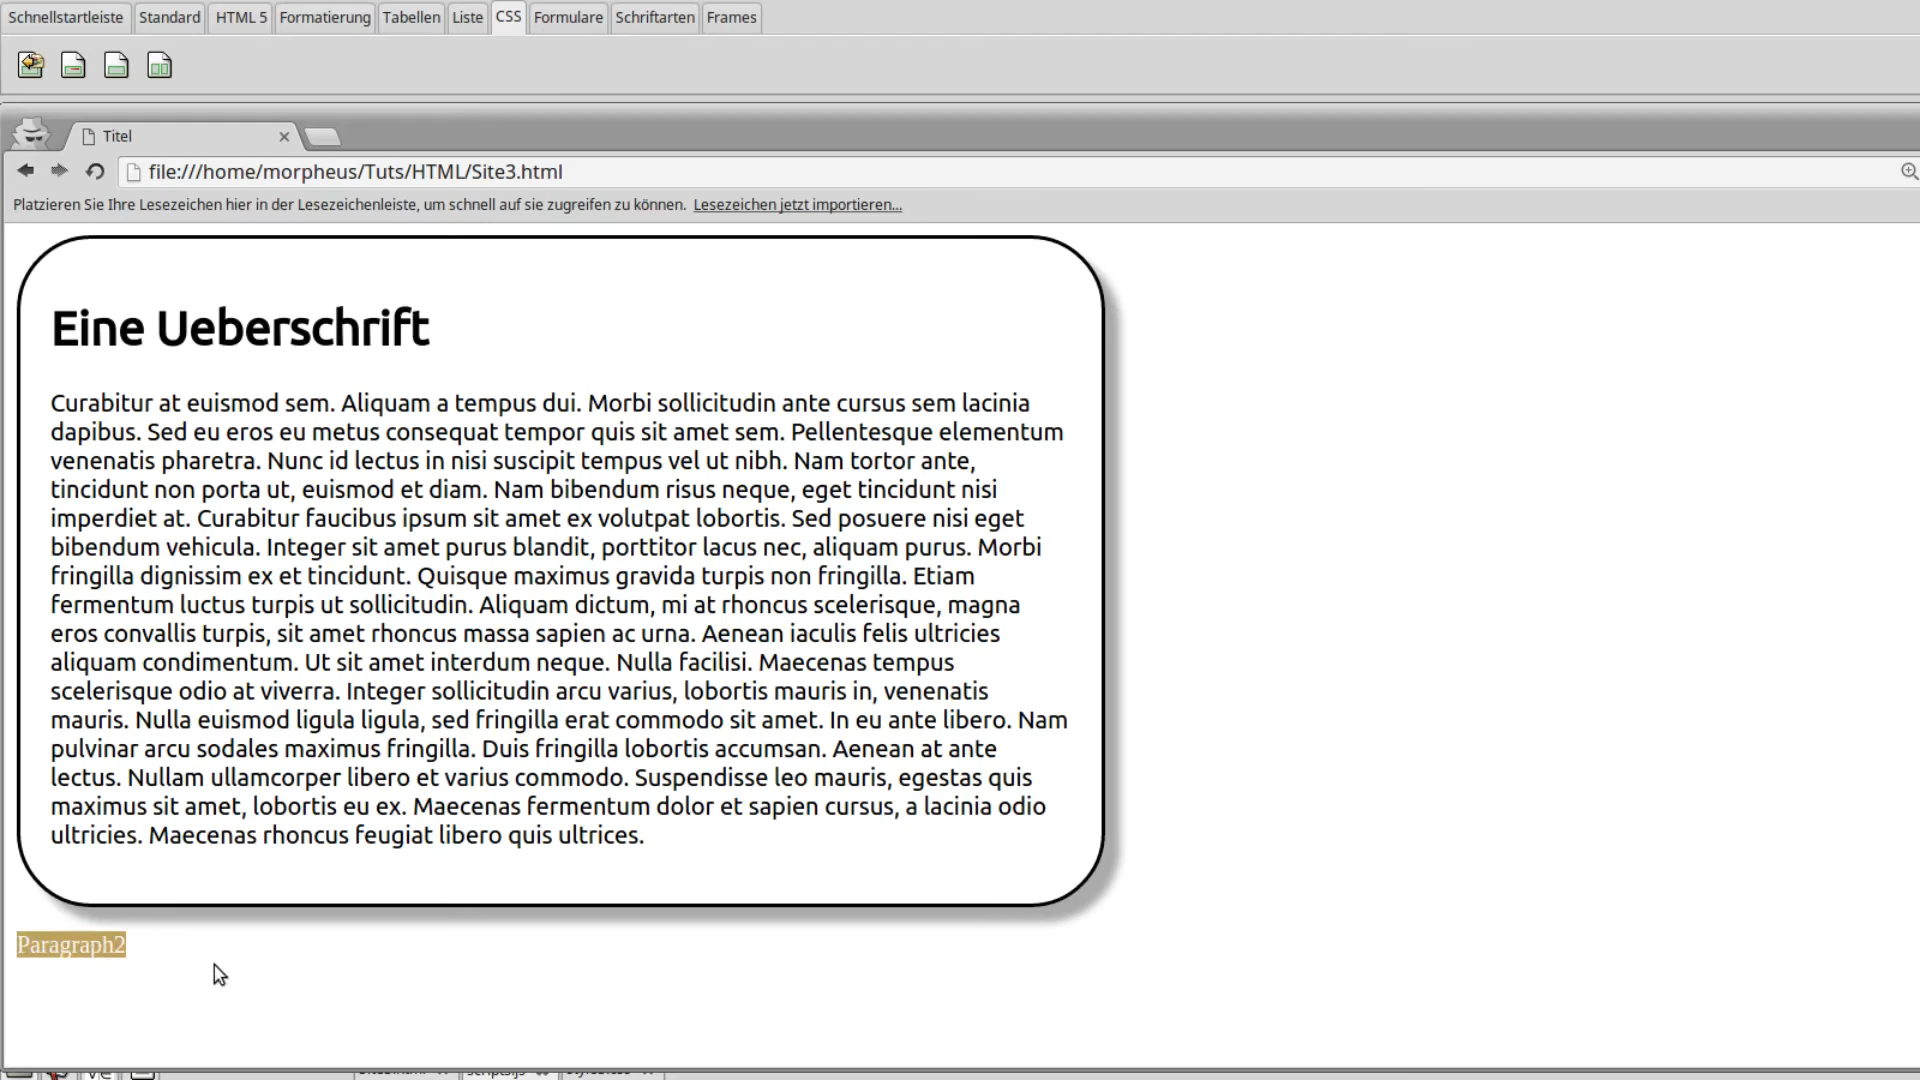 Schnellstartleiste Standard HTML 5 Formatierung Tabellen Liste CSS Formulare Schriftarten Frames
Titel
file:///home/morpheus/Tuts/HTML/Site3.html
Platzieren Sie Ihre Lesezeichen hier in der Lesezeichenleiste, um schnell auf sie zugreifen zu können. Lesezeichen jetzt importieren...
Eine Ueberschrift
Curabitur at euismod sem. Aliquam a tempus dui. Morbi sollicitudin ante cursus sem lacinia
dapibus. Sed eu eros eu metus consequat tempor quis sit amet sem. Pellentesque elementum
venenatis pharetra. Nunc id lectus in nisi suscipit tempus vel ut nibh. Nam tortor ante,
tincidunt non porta ut, euismod et diam. Nam bibendum risus neque, eget tincidunt nisi
imperdiet at. Curabitur faucibus ipsum sit amet ex volutpat lobortis. Sed posuere nisi eget
bibendum vehicula. Integer sit amet purus blandit, porttitor lacus nec, aliquam purus. Morbi
fringilla dignissim ex et tincidunt. Quisque maximus gravida turpis non fringilla. Etiam
fermentum luctus turpis ut sollicitudin. Aliquam dictum, mi at rhoncus scelerisque, magna
eros convallis turpis, sit amet rhoncus massa sapien ac urna. Aenean iaculis felis ultricies
aliquam condimentum. Ut sit amet interdum neque. Nulla facilisi. Maecenas tempus
scelerisque odio at viverra. Integer sollicitudin arcu varius, lobortis mauris in, venenatis
mauris. Nulla euismod ligula ligula, sed fringilla erat commodo sit amet. In eu ante libero. Nam
pulvinar arcu sodales maximus fringilla. Duis fringilla lobortis accumsan. Aenean at ante
lectus. Nullam ullamcorper libero et varius commodo. Suspendisse leo mauris, egestas quis
maximus sit amet, lobortis eu ex. Maecenas fermentum dolor et sapien cursus, a lacinia odio
ultricies. Maecenas rhoncus feugiat libero quis ultrices.
Paragraph2